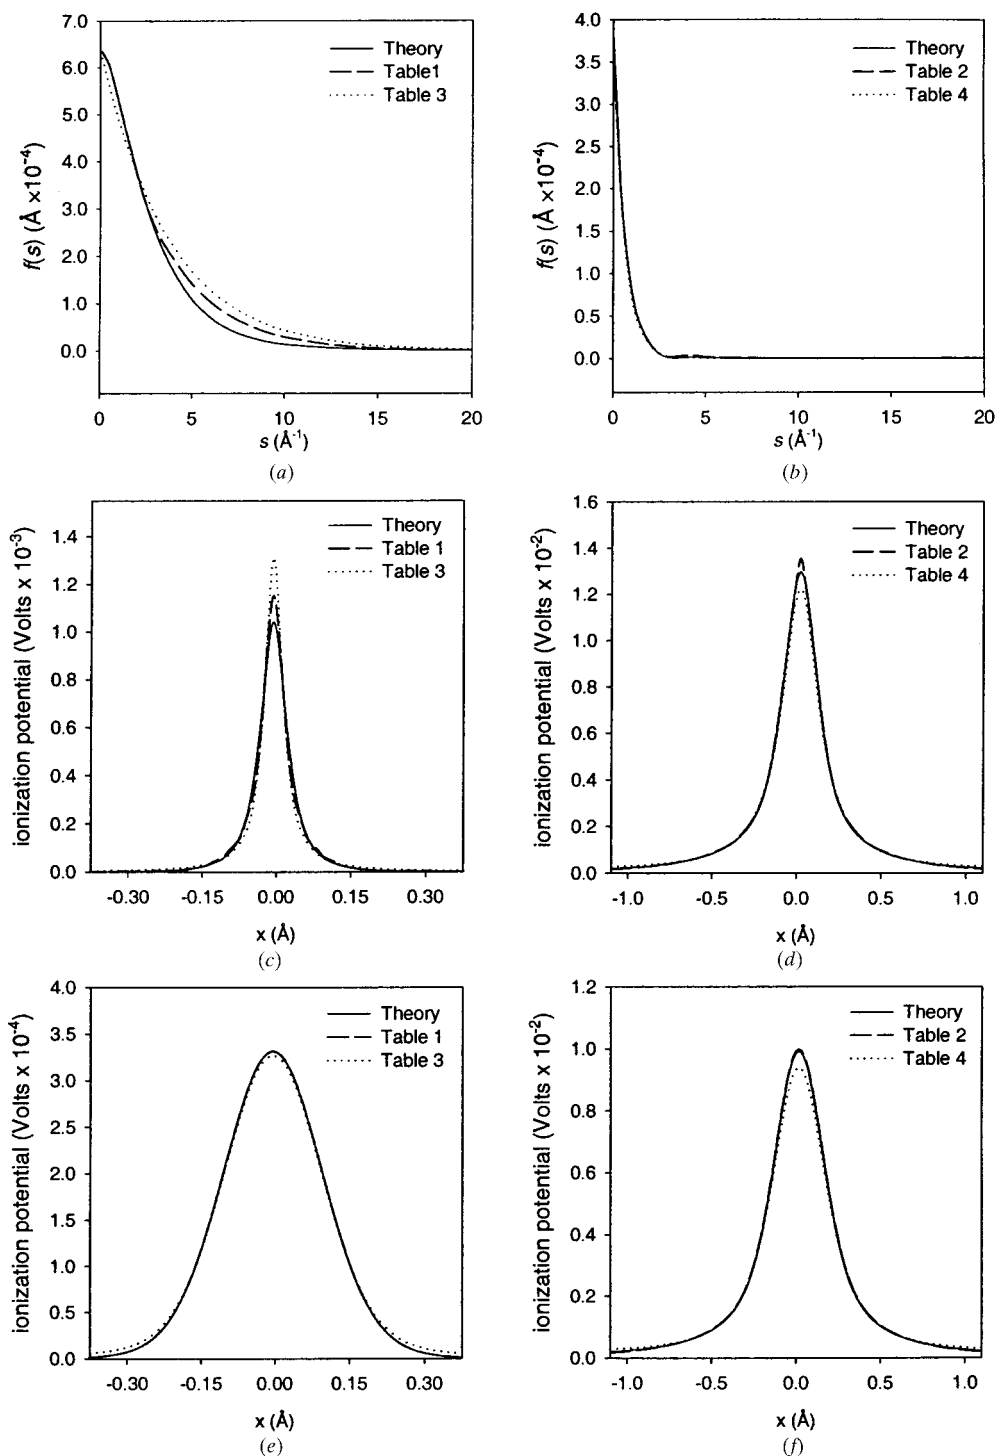 7.0
6.0
5.0
4.0
3.0
2.0
1.0
0.0
f(s) (Å ×10⁻⁴)
Theory
Table1
Table 3
0
5
10
15
20
s (Å⁻¹)
(a)
4.0
3.5
3.0
2.5
2.0
1.5
1.0
0.5
0.0
f(s) (Å ×10⁻⁴)
Theory
Table 2
Table 4
0
5
10
15
20
s (Å⁻¹)
(b)
1.4
1.2
1.0
0.8
0.6
0.4
0.2
0.0
ionization potential (Volts x 10⁻³)
Theory
Table 1
Table 3
-0.30
-0.15
0.00
0.15
0.30
x (Å)
(c)
1.6
1.4
1.2
1.0
0.8
0.6
0.4
0.2
0.0
ionization potential (Volts x 10⁻²)
Theory
Table 2
Table 4
-1.0
-0.5
0.0
0.5
1.0
x (Å)
(d)
4.0
3.5
3.0
2.5
2.0
1.5
1.0
0.5
0.0
ionization potential (Volts x 10⁻⁴)
Theory
Table 1
Table 3
-0.30
-0.15
0.00
0.15
0.30
x (Å)
(e)
1.2
1.0
0.8
0.6
0.4
0.2
0.0
ionization potential (Volts x 10⁻²)
Theory
Table 2
Table 4
-1.0
-0.5
0.0
0.5
1.0
x (Å)
(f)